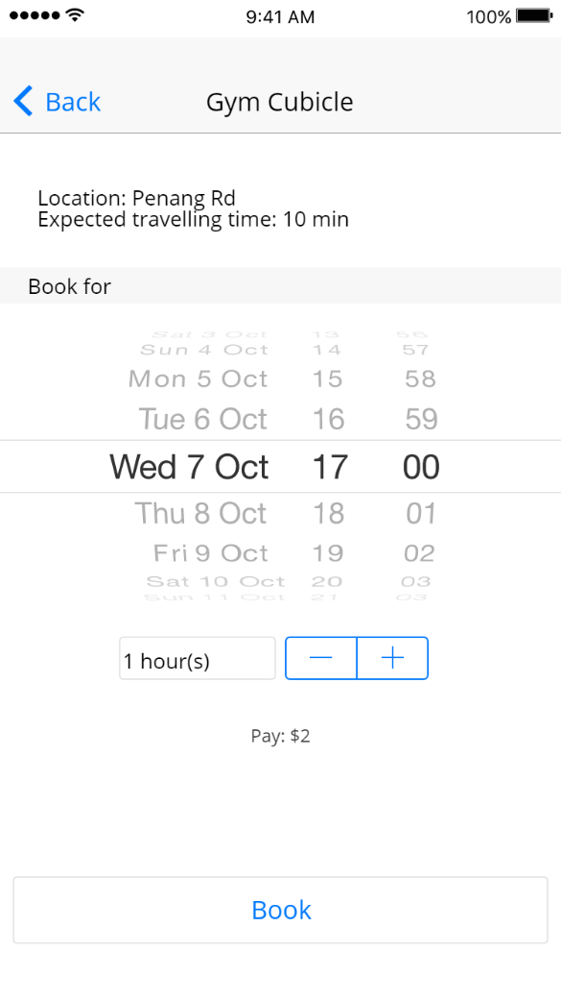 9:41 AM
100%
Back
Gym Cubicle
Location: Penang Rd
Expected travelling time: 10 min
Book for
Sat 3 Oct 13 56
Sun 4 Oct 14 57
Mon 5 Oct 15 58
Tue 6 Oct 16 59
Wed 7 Oct 17 00
Thu 8 Oct 18 01
Fri 9 Oct 19 02
Sat 10 Oct 20 03
Sun 11 Oct 21 03
1 hour(s)
Pay: $2
Book